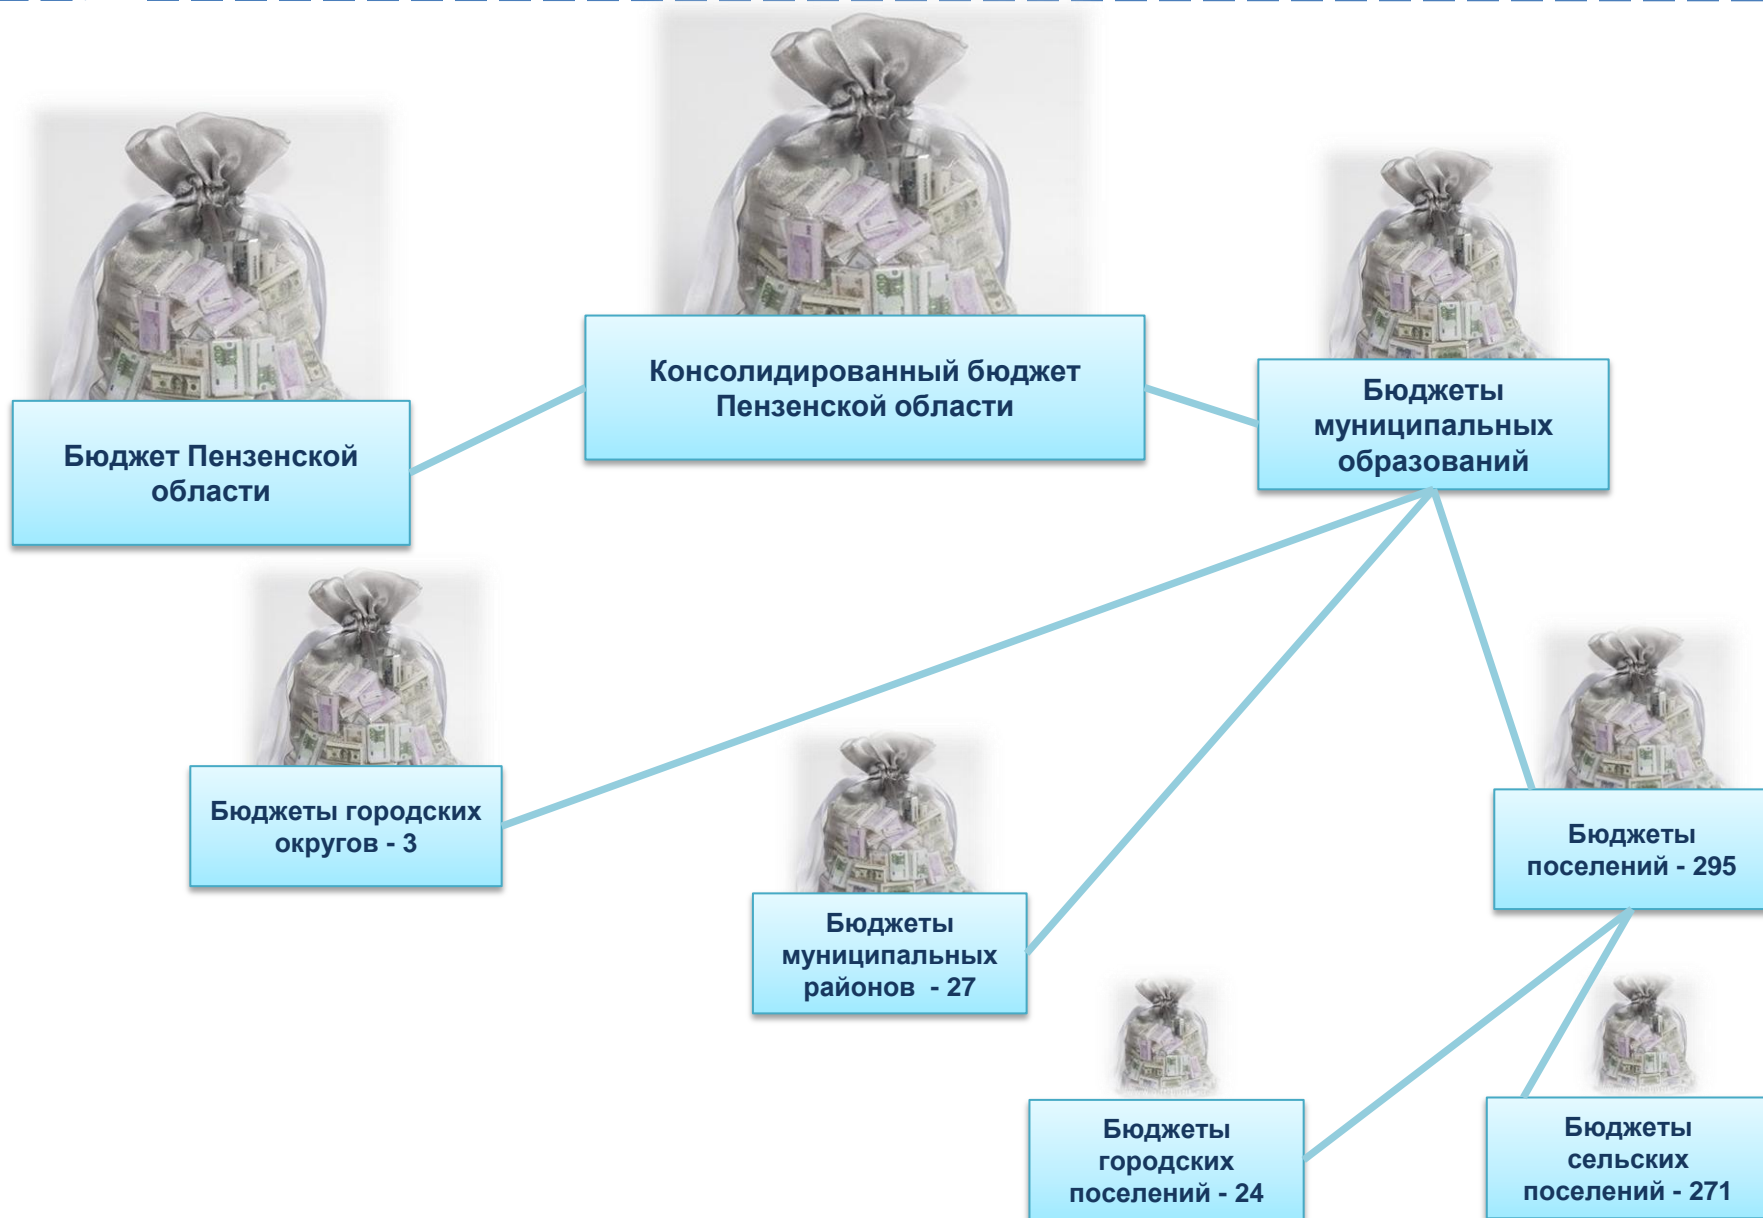 Консолидированный бюджет
Пензенской области
Бюджет Пензенской
области
Бюджеты
муниципальных
образований
Бюджеты городских
округов - 3
Бюджеты
муниципальных
районов - 27
Бюджеты
поселений - 295
Бюджеты
городских
поселений - 24
Бюджеты
сельских
поселений - 271